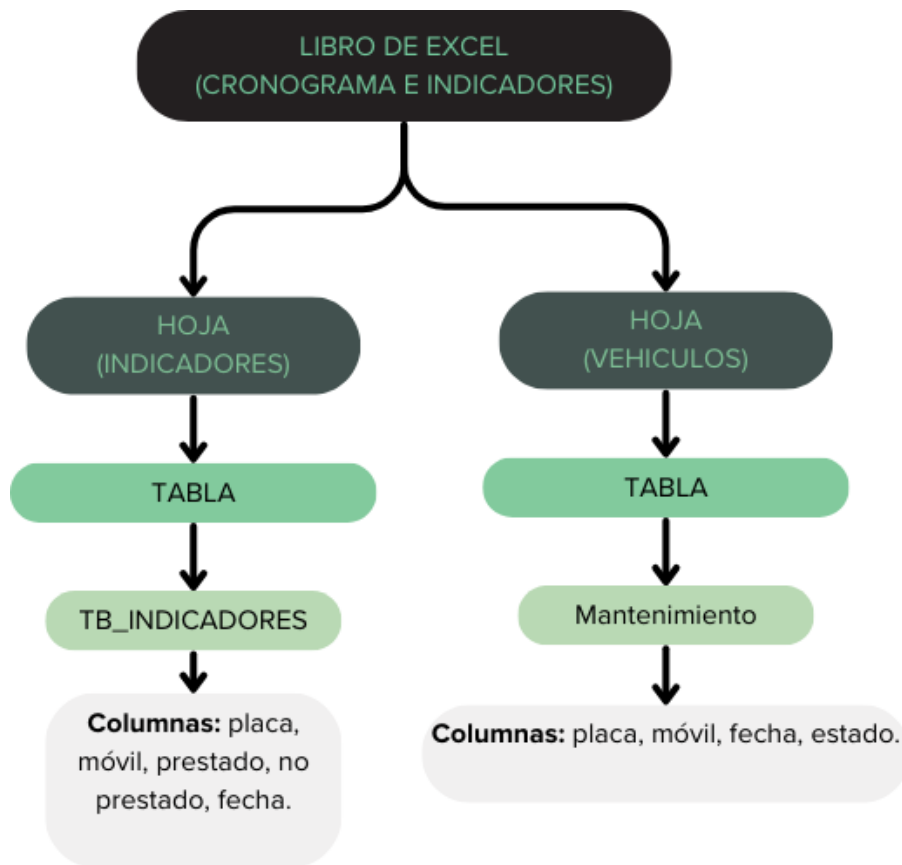 LIBRO DE EXCEL
(CRONOGRAMA E INDICADORES)
HOJA
(INDICADORES)
HOJA
(VEHICULOS)
TABLA
TABLA
TB_INDICADORES
Mantenimiento
Columnas: placa,
móvil, prestado, no
prestado, fecha.
Columnas: placa, móvil, fecha, estado.